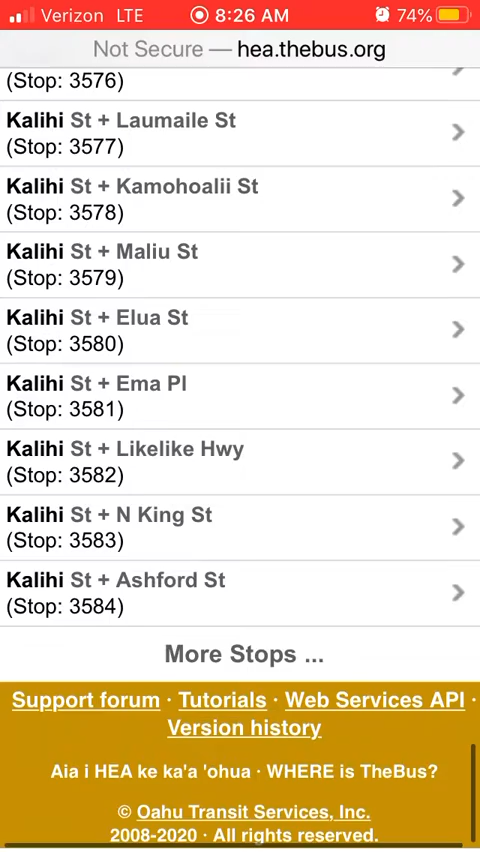 Verizon LTE 8:26 AM 74%
Not Secure — hea.thebus.org
(Stop: 3576)
Kalihi St + Laumaile St
(Stop: 3577)
Kalihi St + Kamohoalii St
(Stop: 3578)
Kalihi St + Maliu St
(Stop: 3579)
Kalihi St + Elua St
(Stop: 3580)
Kalihi St + Ema Pl
(Stop: 3581)
Kalihi St + Likelike Hwy
(Stop: 3582)
Kalihi St + N King St
(Stop: 3583)
Kalihi St + Ashford St
(Stop: 3584)
More Stops ...
Support forum · Tutorials · Web Services API ·
Version history
Aia i HEA ke ka'a 'ohua · WHERE is TheBus?
© Oahu Transit Services, Inc.
2008-2020 · All rights reserved.